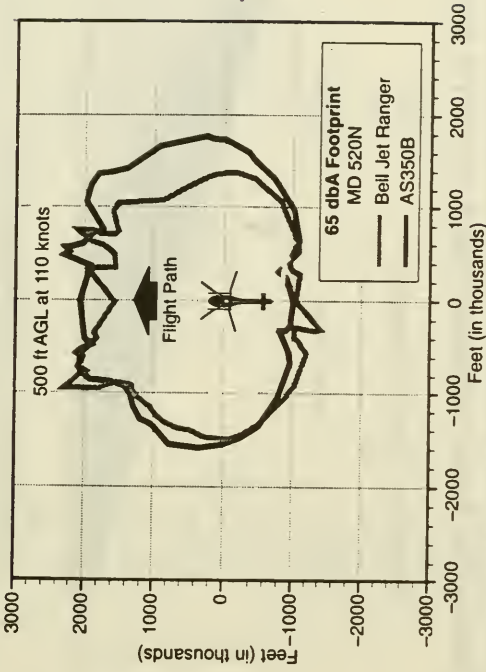 500 ft AGL at 110 knots
Flight Path
65 dbA Footprint
MD 520N
Bell Jet Ranger
AS350B
Feet (in thousands)
3000
2000
1000
0
−1000
−2000
−3000
−3000
−2000
−1000
0
1000
2000
3000
Feet (in thousands)